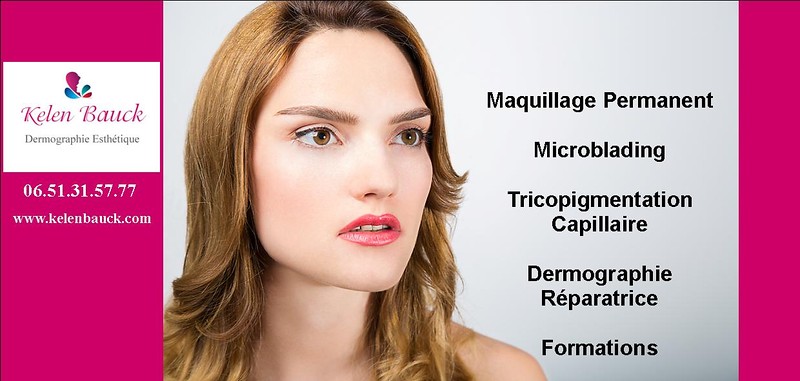 Kelen Bauck
Dermographie Esthétique
06.51.31.57.77
www.kelenbauck.com
Maquillage Permanent
Microblading
Tricopigmentation
Capillaire
Dermographie
Réparatrice
Formations